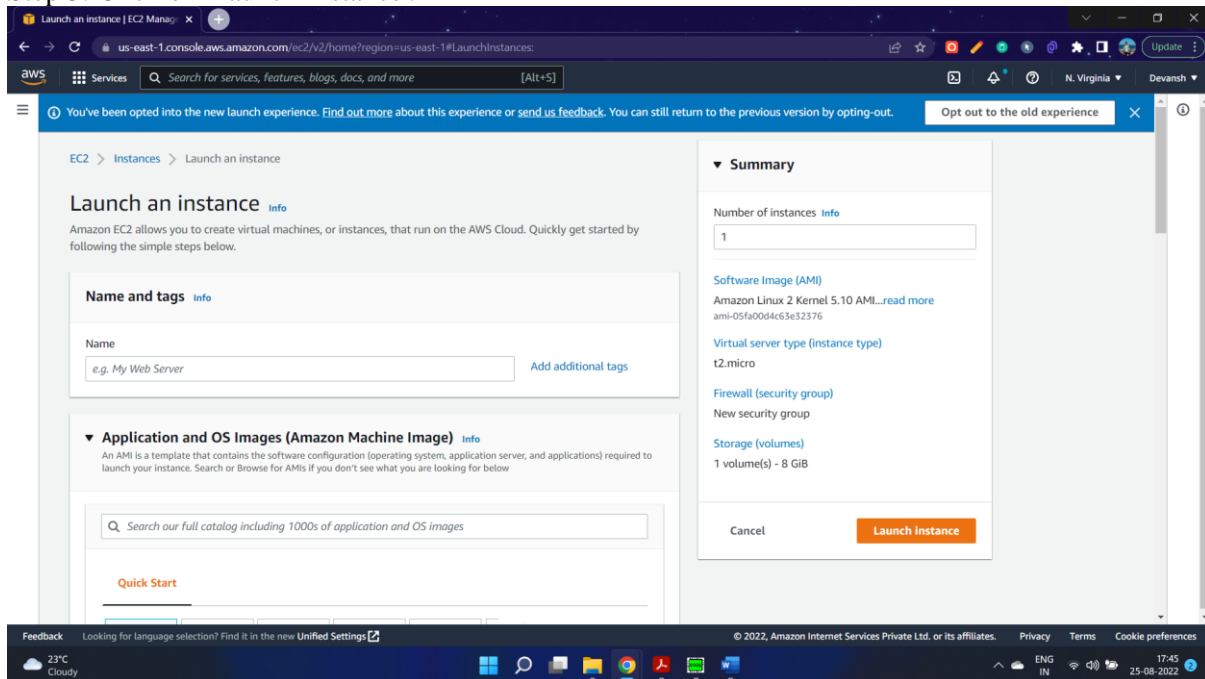 Launch an instance | EC2 Manag
us-east-1.console.aws.amazon.com/ec2/v2/home?region=us-east-1#LaunchInstances:
Update
aws
Services
Search for services, features, blogs, docs, and more
[Alt+S]
N. Virginia
Devansh
You've been opted into the new launch experience. Find out more about this experience or send us feedback. You can still return to the previous version by opting-out.
Opt out to the old experience
EC2 > Instances > Launch an instance
Launch an instance Info
Amazon EC2 allows you to create virtual machines, or instances, that run on the AWS Cloud. Quickly get started by
following the simple steps below.
Name and tags Info
Name
e.g. My Web Server
Add additional tags
Application and OS Images (Amazon Machine Image) Info
An AMI is a template that contains the software configuration (operating system, application server, and applications) required to
launch your instance. Search or Browse for AMIs if you don't see what you are looking for below
Search our full catalog including 1000s of application and OS images
Quick Start
Summary
Number of instances Info
1
Software Image (AMI)
Amazon Linux 2 Kernel 5.10 AMI...read more
ami-05fa00d4c63e32376
Virtual server type (instance type)
t2.micro
Firewall (security group)
New security group
Storage (volumes)
1 volume(s) - 8 GiB
Cancel
Launch instance
Feedback
Looking for language selection? Find it in the new Unified Settings
© 2022, Amazon Internet Services Private Ltd. or its affiliates.
Privacy
Terms
Cookie preferences
23°C
Cloudy
ENG
IN
17:45
25-08-2022
2